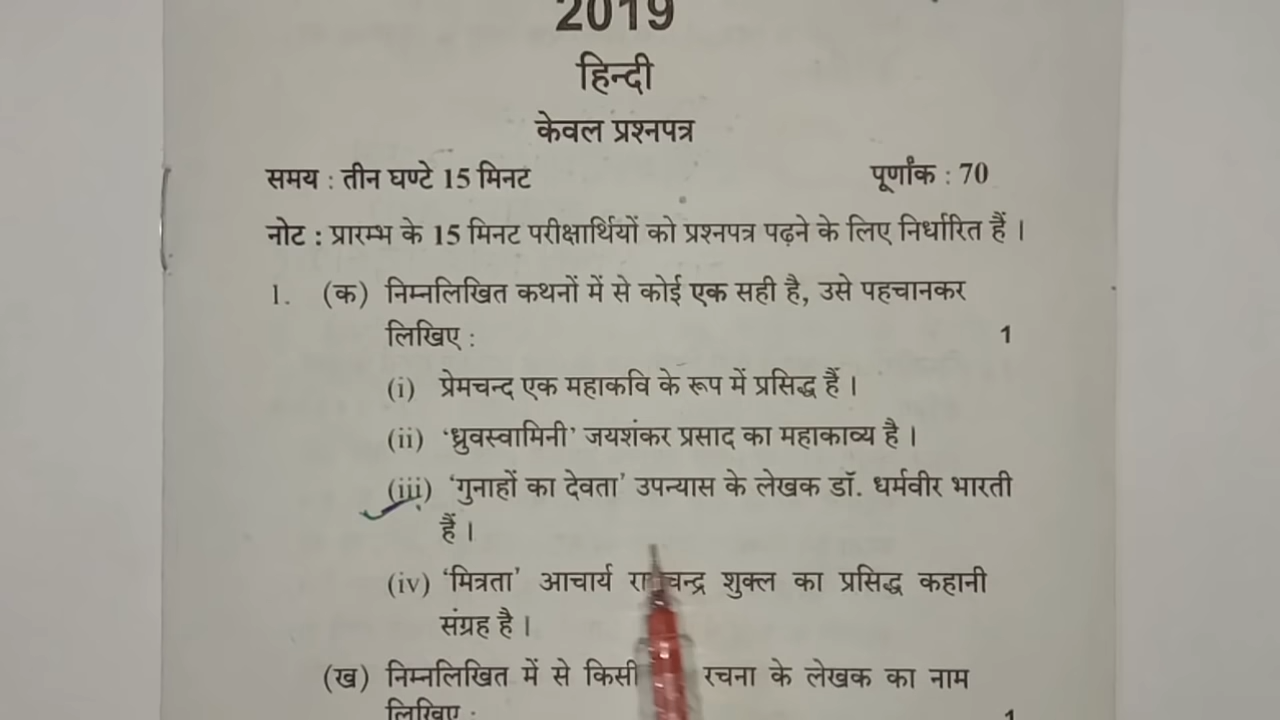 2019
हिन्दी
केवल प्रश्नपत्र
समय : तीन घण्टे 15 मिनट पूर्णांक : 70
नोट : प्रारम्भ के 15 मिनट परीक्षार्थियों को प्रश्नपत्र पढ़ने के लिए निर्धारित हैं ।
1. (क) निम्नलिखित कथनों में से कोई एक सही है, उसे पहचानकर
लिखिए : 1
(i) प्रेमचन्द एक महाकवि के रूप में प्रसिद्ध हैं ।
(ii) ‘ध्रुवस्वामिनी’ जयशंकर प्रसाद का महाकाव्य है ।
(iii) ‘गुनाहों का देवता’ उपन्यास के लेखक डॉ. धर्मवीर भारती
हैं ।
(iv) ‘मित्रता’ आचार्य शुक्ल का प्रसिद्ध कहानी
संग्रह है ।
(ख) निम्नलिखित में से किसी रचना के लेखक का नाम
लिखिए : 1